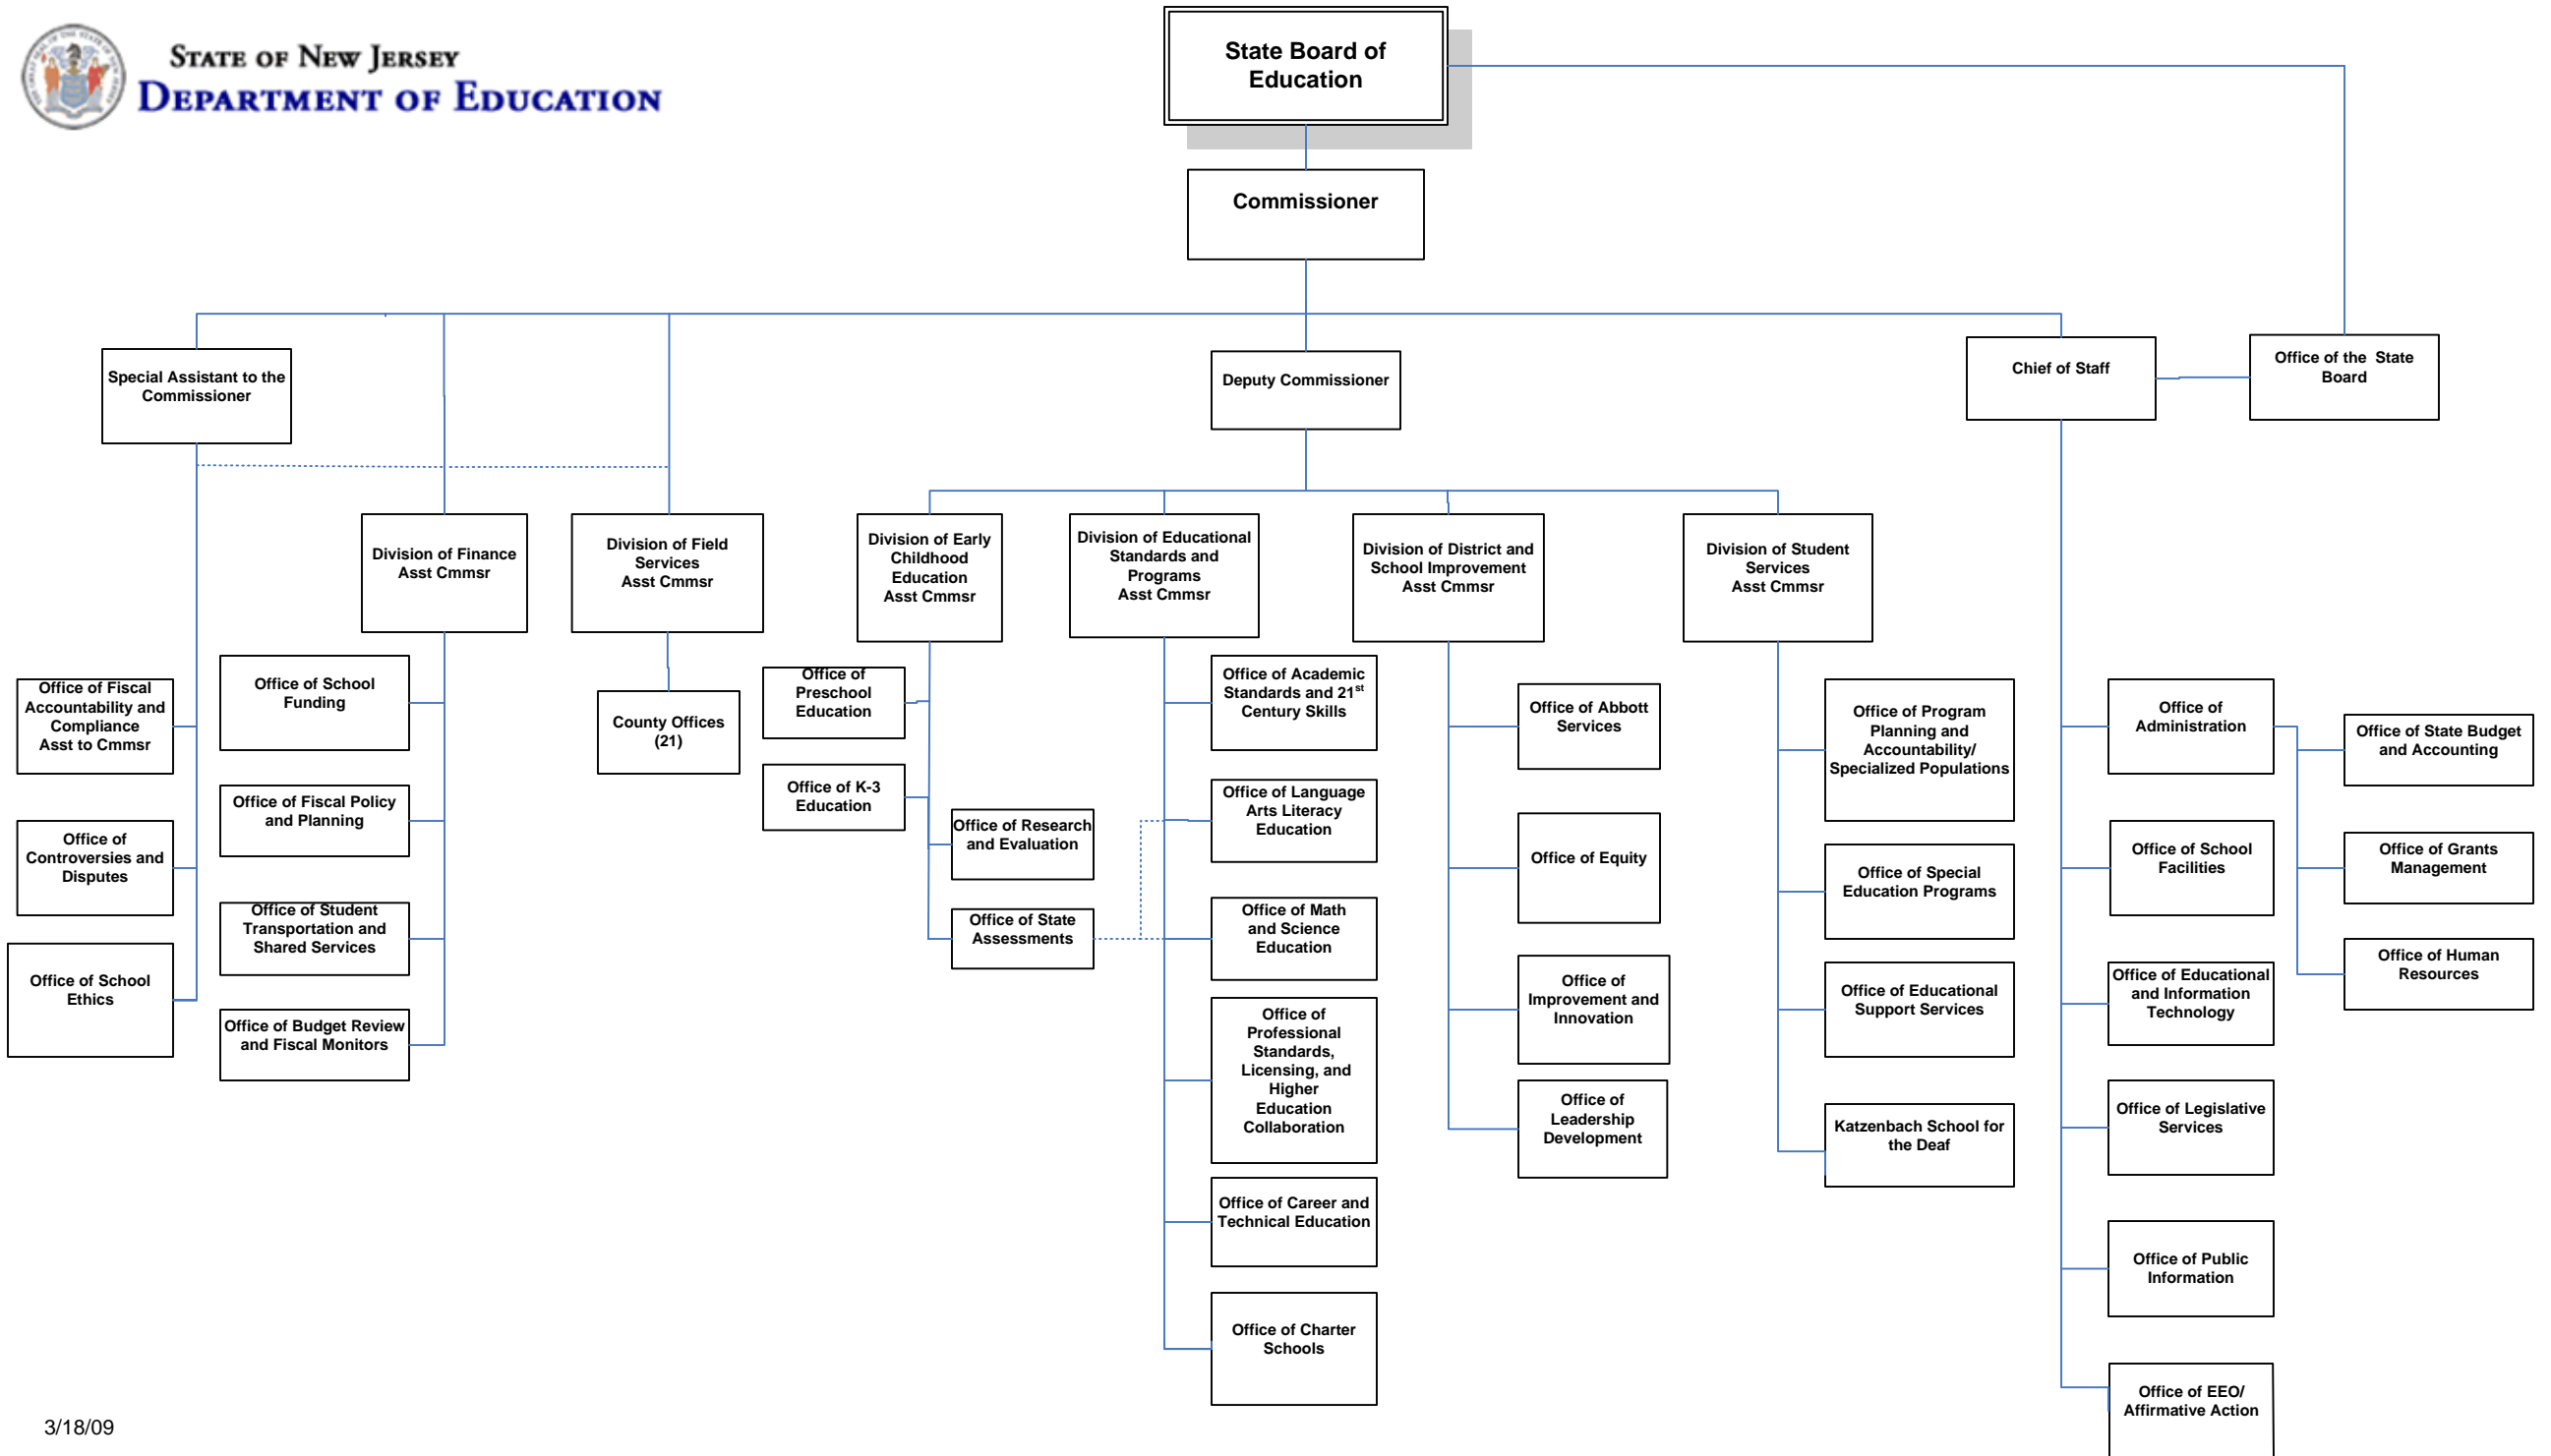 STATE OF NEW JERSEY
DEPARTMENT OF EDUCATION
State Board of
Education
Commissioner
Special Assistant to the
Commissioner
Deputy Commissioner
Chief of Staff
Office of the State
Board
Division of Finance
Asst Cmmsr
Division of Field
Services
Asst Cmmsr
Division of Early
Childhood
Education
Asst Cmmsr
Division of Educational
Standards and
Programs
Asst Cmmsr
Division of District and
School Improvement
Asst Cmmsr
Division of Student
Services
Asst Cmmsr
Office of Fiscal
Accountability and
Compliance
Asst to Cmmsr
Office of
Controversies and
Disputes
Office of School
Ethics
Office of School
Funding
Office of Fiscal Policy
and Planning
Office of Student
Transportation and
Shared Services
Office of Budget Review
and Fiscal Monitors
County Offices
(21)
Office of
Preschool
Education
Office of K-3
Education
Office of Research
and Evaluation
Office of State
Assessments
Office of Academic
Standards and 21st
Century Skills
Office of Language
Arts Literacy
Education
Office of Math
and Science
Education
Office of
Professional
Standards,
Licensing, and
Higher
Education
Collaboration
Office of Career and
Technical Education
Office of Charter
Schools
Office of Abbott
Services
Office of Equity
Office of
Improvement and
Innovation
Office of
Leadership
Development
Office of Program
Planning and
Accountability/
Specialized Populations
Office of Special
Education Programs
Office of Educational
Support Services
Katzenbach School for
the Deaf
Office of
Administration
Office of School
Facilities
Office of Educational
and Information
Technology
Office of Legislative
Services
Office of Public
Information
Office of EEO/
Affirmative Action
Office of State Budget
and Accounting
Office of Grants
Management
Office of Human
Resources
3/18/09